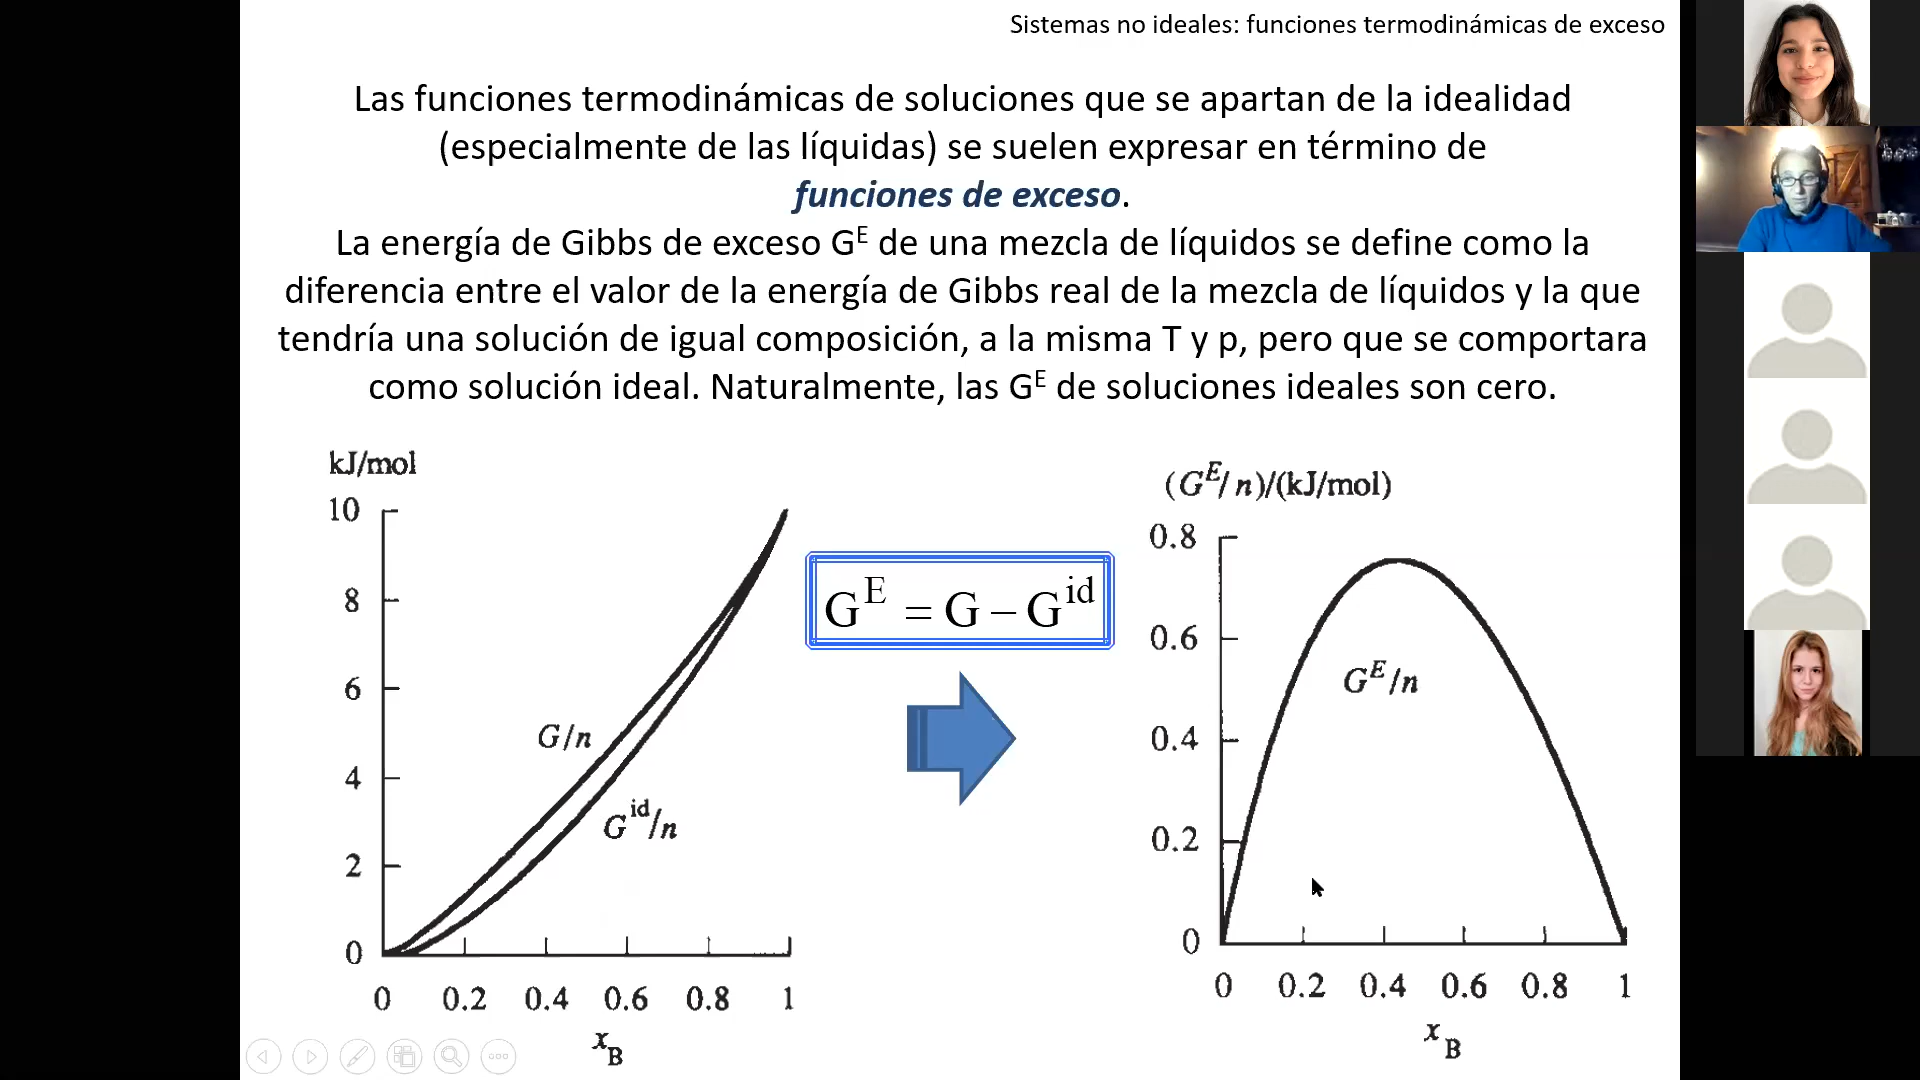 Sistemas no ideales: funciones termodinámicas de exceso
Las funciones termodinámicas de soluciones que se apartan de la idealidad
(especialmente de las líquidas) se suelen expresar en término de
funciones de exceso.
La energía de Gibbs de exceso Gᴱ de una mezcla de líquidos se define como la
diferencia entre el valor de la energía de Gibbs real de la mezcla de líquidos y la que
tendría una solución de igual composición, a la misma T y p, pero que se comportara
como solución ideal. Naturalmente, las Gᴱ de soluciones ideales son cero.
kJ/mol
10
8
6
4
2
0
G/n
G^id/n
0 0.2 0.4 0.6 0.8 1
x_B
G^E = G – G^id
(G^E/n)/(kJ/mol)
0.8
0.6
0.4
0.2
0
G^E/n
0 0.2 0.4 0.6 0.8 1
x_B